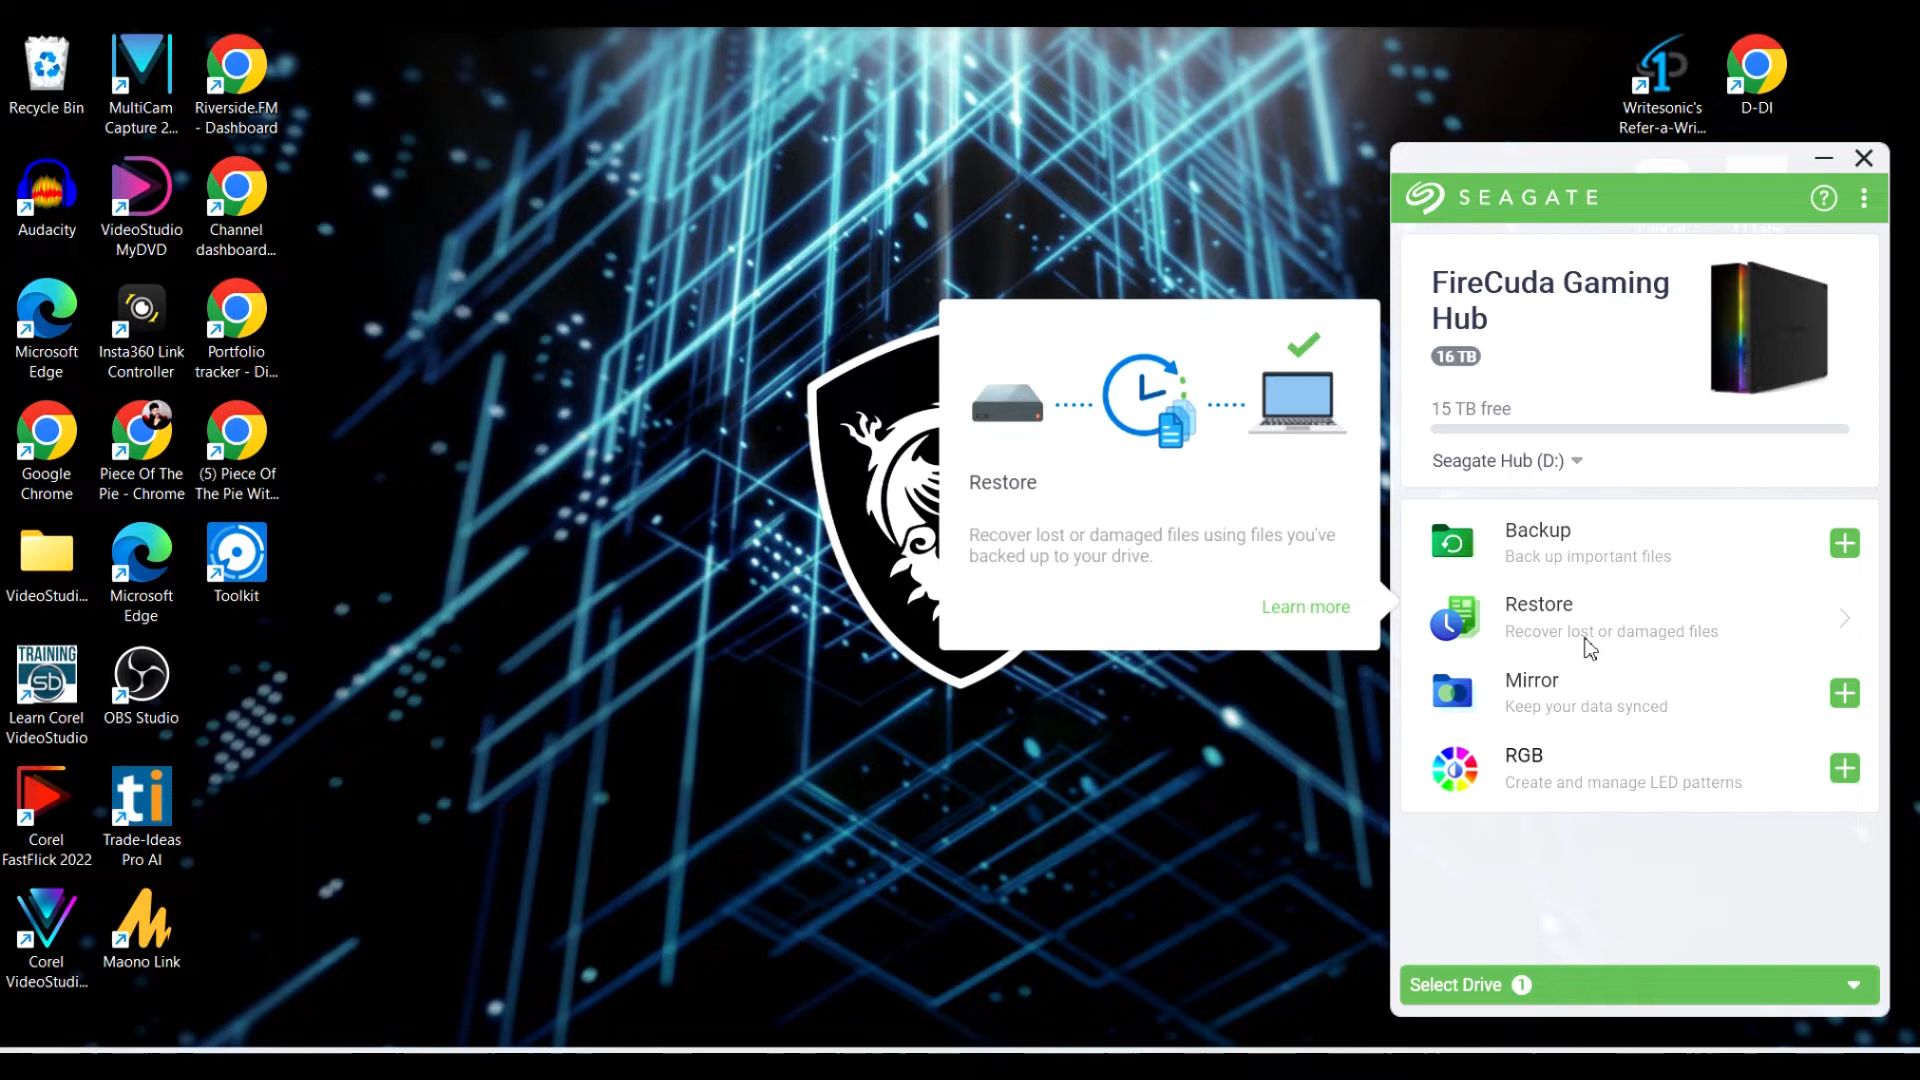 Recycle Bin
MultiCam
Capture 2...
Riverside.FM
- Dashboard
Audacity
VideoStudio
MyDVD
Channel
dashboard...
Microsoft
Edge
Insta360 Link
Controller
Portfolio
tracker - Di...
Google
Chrome
Piece Of The
Pie - Chrome
(5) Piece Of
The Pie Wit...
VideoStudi...
Microsoft
Edge
Toolkit
TRAINING
sb
Learn Corel
VideoStudio
OBS Studio
Corel
FastFlick 2022
ti
Trade-Ideas
Pro AI
Corel
VideoStudi...
Maono Link
Writesonic's
Refer-a-Wri...
D-DI
Restore
Recover lost or damaged files using files you've
backed up to your drive.
Learn more
SEAGATE
?
FireCuda Gaming
Hub
16 TB
15 TB free
Seagate Hub (D:)
Backup
Back up important files
Restore
Recover lost or damaged files
Mirror
Keep your data synced
RGB
Create and manage LED patterns
Select Drive 1